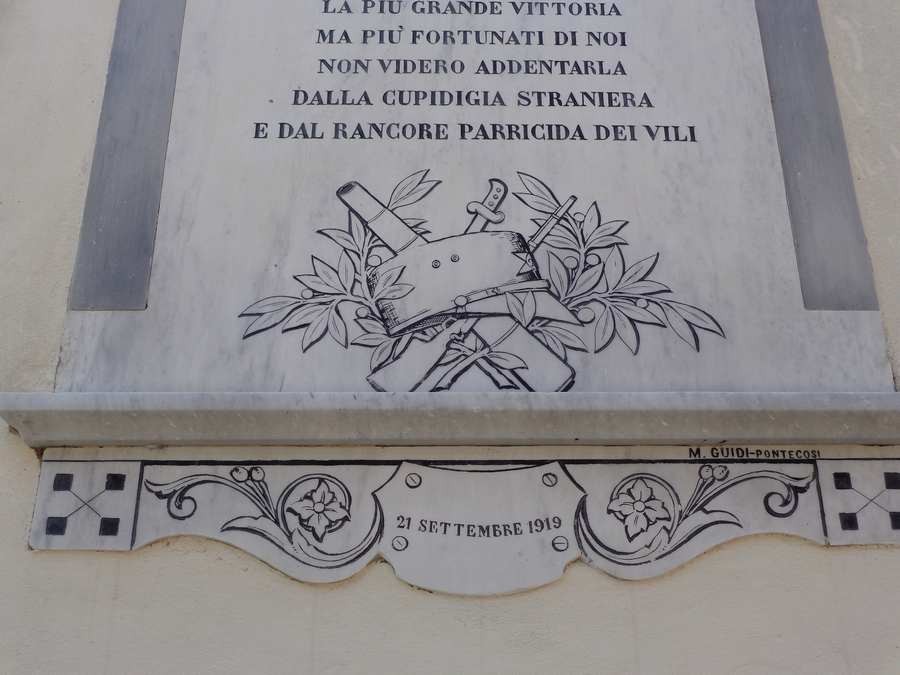 LA PIÙ GRANDE VITTORIA
MA PIÙ FORTUNATI DI NOI
NON VIDERO ADDENTARLA
DALLA CUPIDIGIA STRANIERA
E DAL RANCORE PARRICIDA DEI VILI
M. GUIDI-PONTECOSI
21 SETTEMBRE 1919